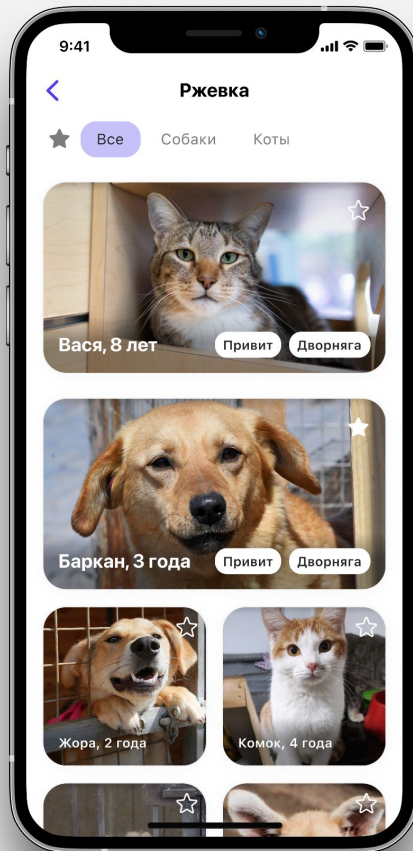 9:41
Ржевка
Все Собаки Коты
Вася, 8 лет Привит Дворняга
Баркан, 3 года Привит Дворняга
Жора, 2 года Комок, 4 года